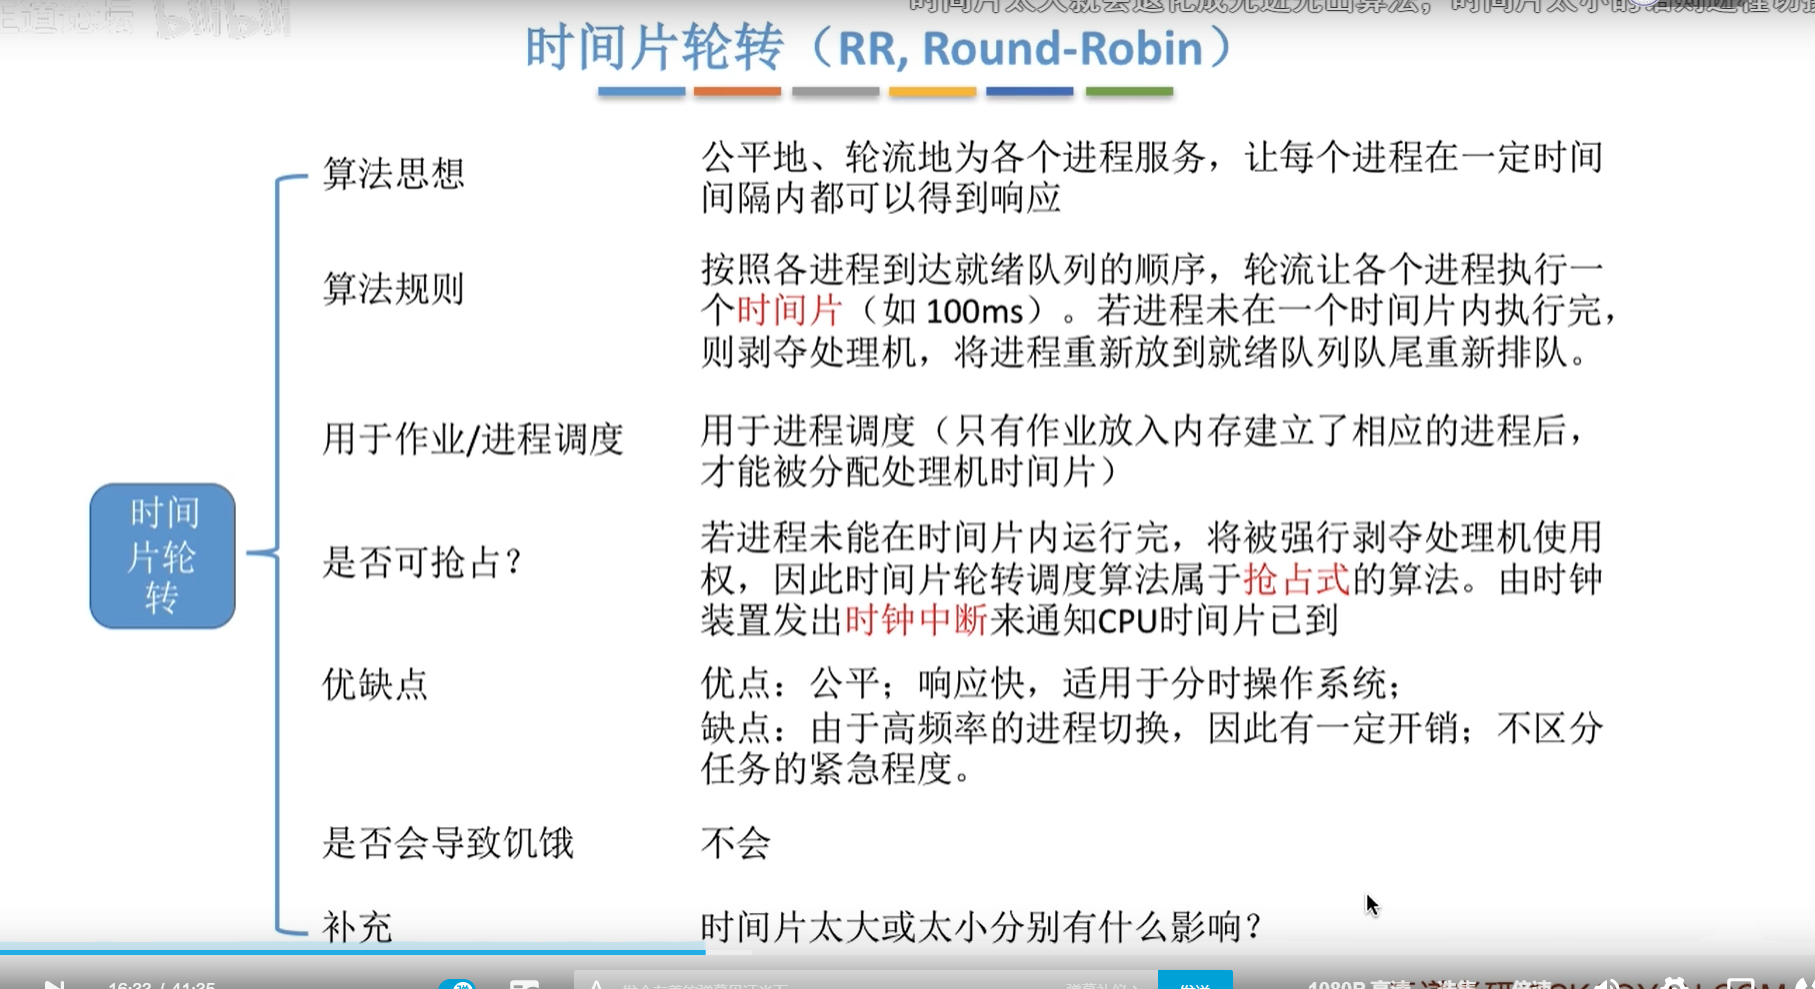 时间片轮转（RR, Round-Robin）
算法思想
公平地、轮流地为各个进程服务，让每个进程在一定时间
间隔内都可以得到响应
算法规则
按照各进程到达就绪队列的顺序，轮流让各个进程执行一
个时间片（如 100ms）。若进程未在一个时间片内执行完，
则剥夺处理机，将进程重新放到就绪队列队尾重新排队。
用于作业/进程调度
用于进程调度（只有作业放入内存建立了相应的进程后，
才能被分配处理机时间片）
时间
片轮
转
是否可抢占？
若进程未能在时间片内运行完，将被强行剥夺处理机使用
权，因此时间片轮转调度算法属于抢占式的算法。由时钟
装置发出时钟中断来通知CPU时间片已到
优缺点
优点：公平；响应快，适用于分时操作系统；
缺点：由于高频率的进程切换，因此有一定开销；不区分
任务的紧急程度。
是否会导致饥饿
不会
补充
时间片太大或太小分别有什么影响？
16:22 / 41:25